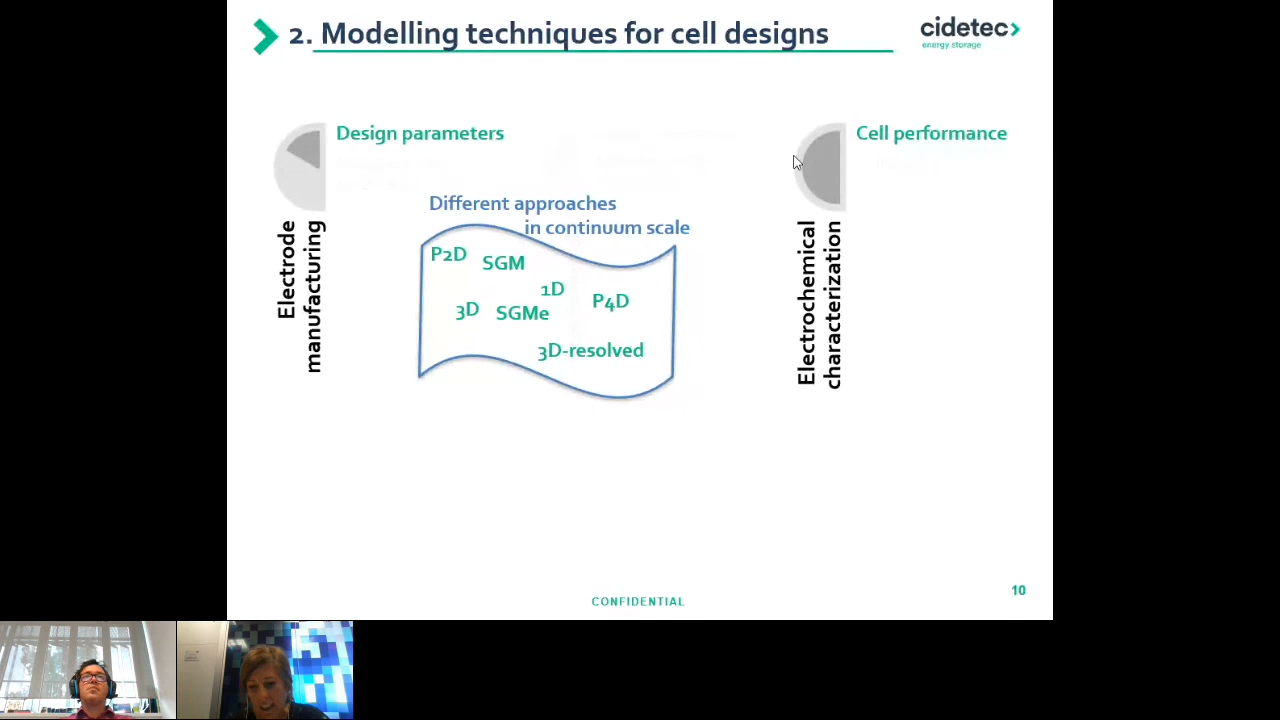 2. Modelling techniques for cell designs
cidetec
energy storage
Design parameters
Cell performance
Different approaches
in continuum scale
P2D
SGM
1D
P4D
3D
SGMe
3D-resolved
Electrode
manufacturing
Electrochemical
characterization
CONFIDENTIAL
10